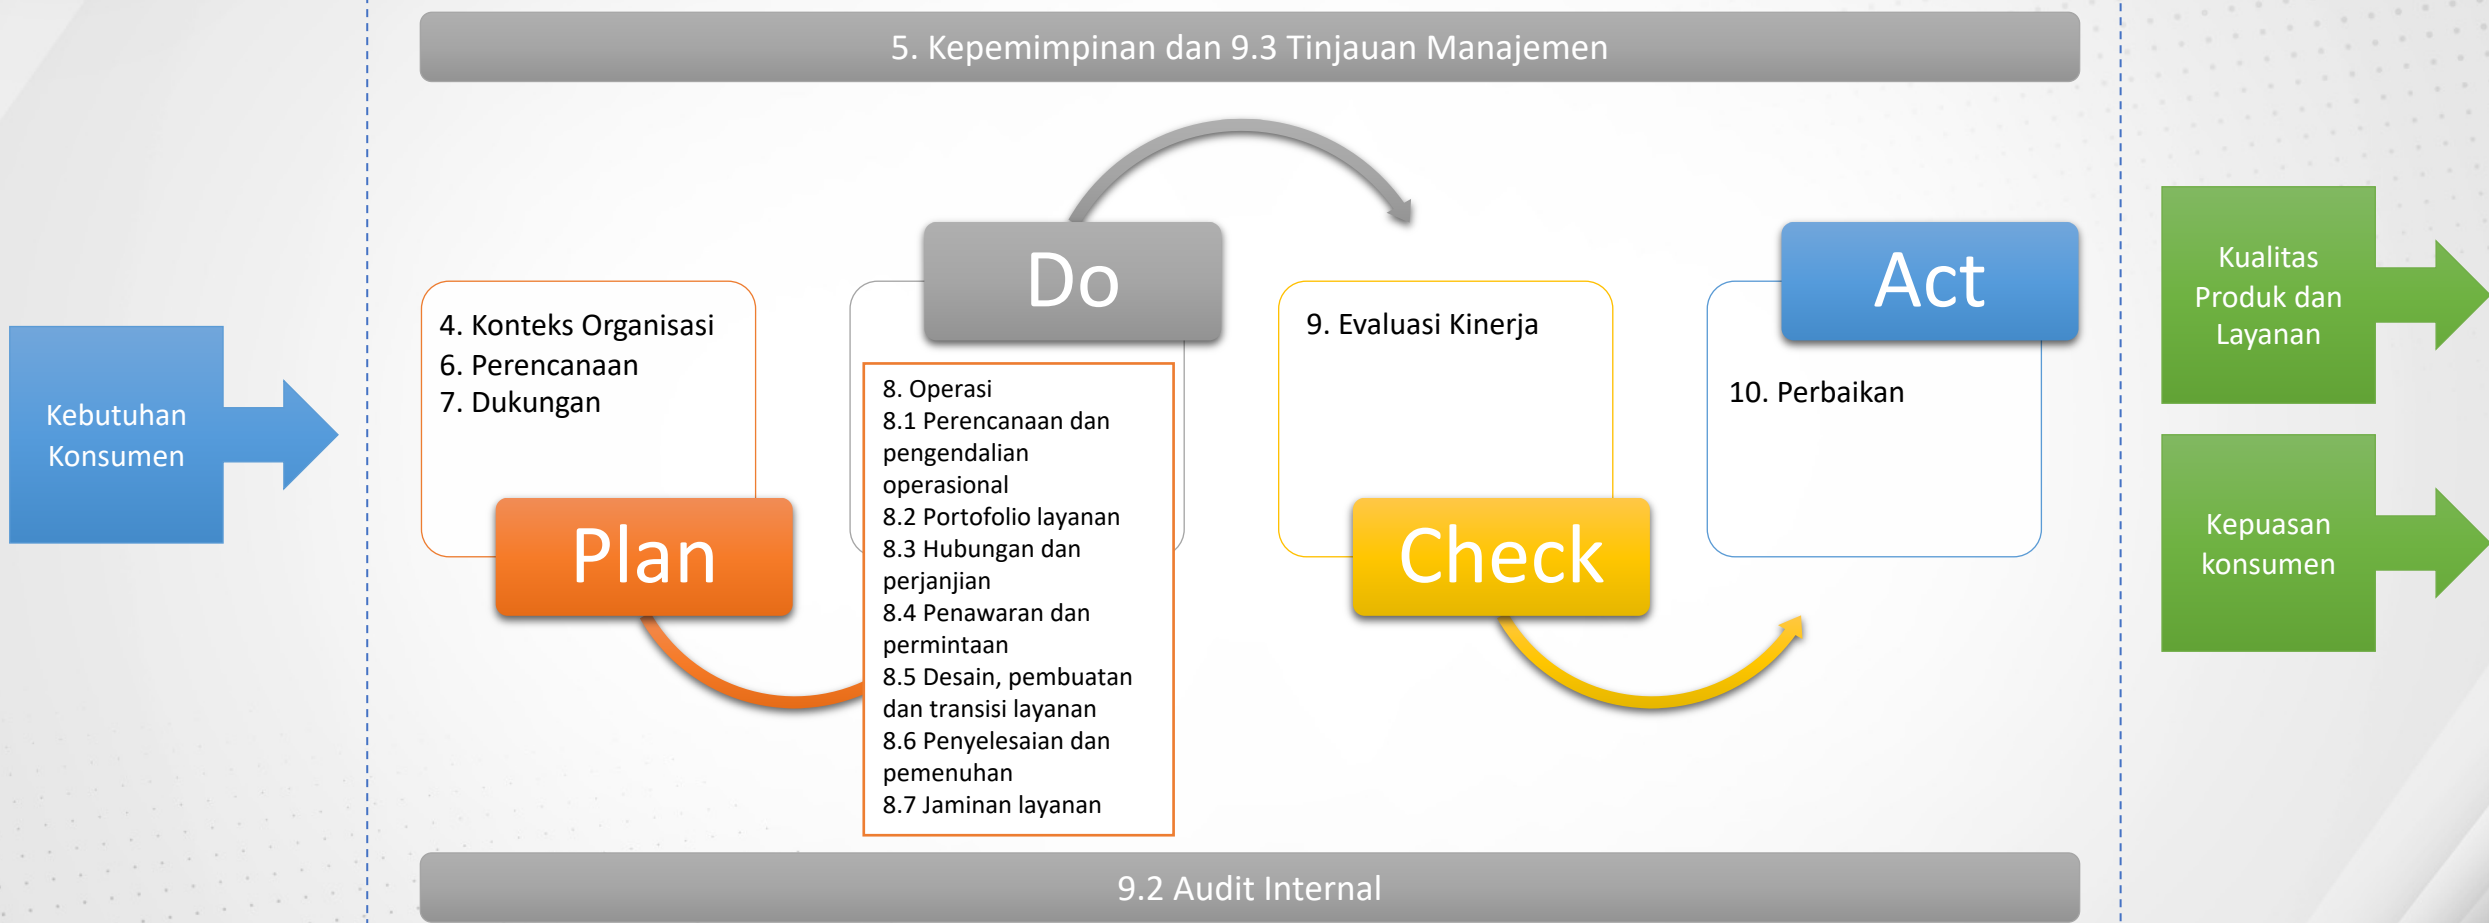 5. Kepemimpinan dan 9.3 Tinjauan Manajemen
Kebutuhan
Konsumen
4. Konteks Organisasi
6. Perencanaan
7. Dukungan
Plan
Do
8. Operasi
8.1 Perencanaan dan
pengendalian
operasional
8.2 Portofolio layanan
8.3 Hubungan dan
perjanjian
8.4 Penawaran dan
permintaan
8.5 Desain, pembuatan
dan transisi layanan
8.6 Penyelesaian dan
pemenuhan
8.7 Jaminan layanan
9. Evaluasi Kinerja
Check
Act
10. Perbaikan
Kualitas
Produk dan
Layanan
Kepuasan
konsumen
9.2 Audit Internal